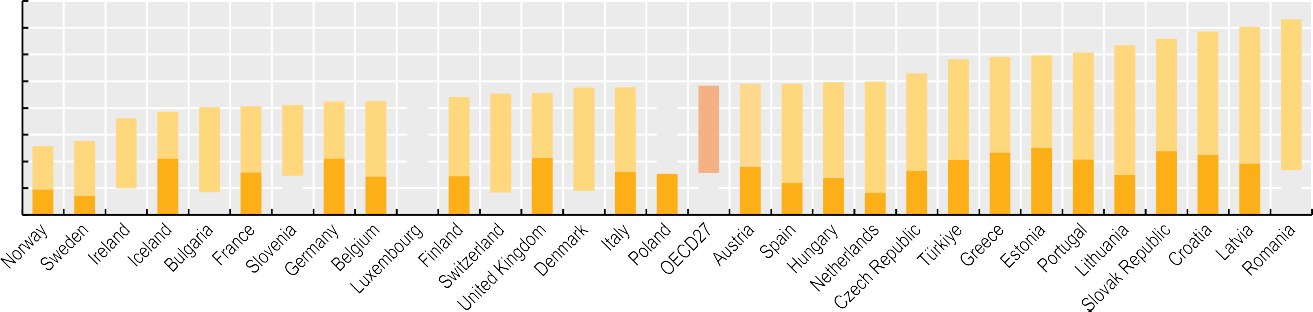 Norway
Sweden
Ireland
Iceland
Bulgaria
France
Slovenia
Germany
Belgium
Luxembourg
Finland
Switzerland
United Kingdom
Denmark
Italy
Poland
OECD27
Austria
Spain
Hungary
Netherlands
Czech Republic
Türkiye
Greece
Estonia
Portugal
Lithuania
Slovak Republic
Croatia
Latvia
Romania